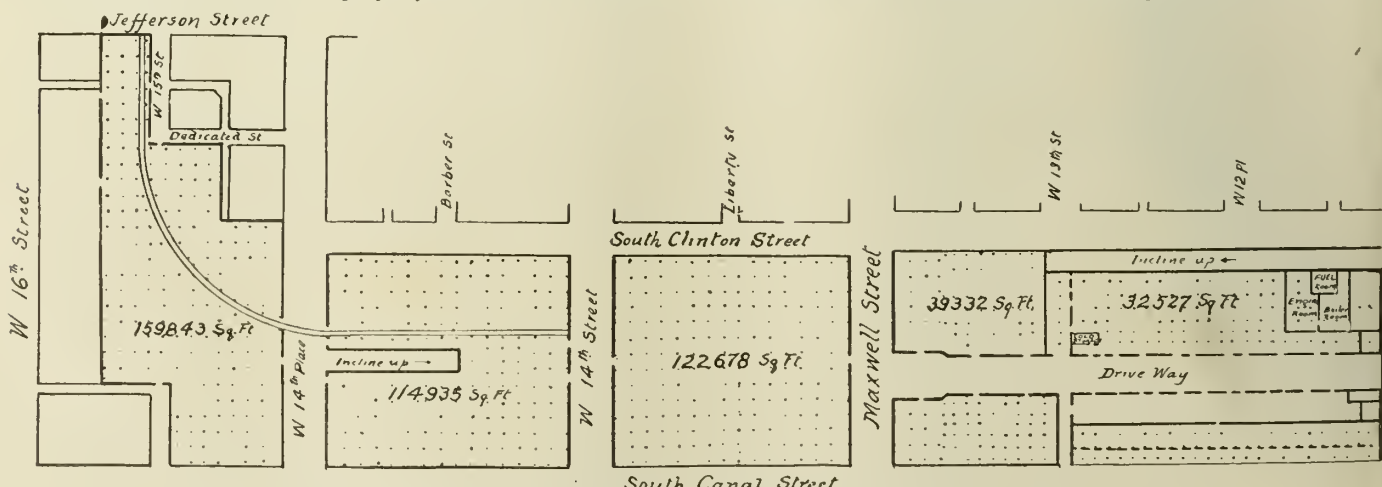 Jefferson Street
W 15th St
Dedicated St
W 16th Street
Barber St
Liberty St
W 13th St
W 12 Pl
South Clinton Street
Incline up ←
FUEL Room
Engine Room
Boiler Room
159843 Sq. Ft
W 14th Place
Incline up →
114935 Sq. Ft
W 14th Street
122678 Sq Ft.
Maxwell Street
39332 Sq. Ft.
32527 Sq Ft
Drive Way
South Canal Street